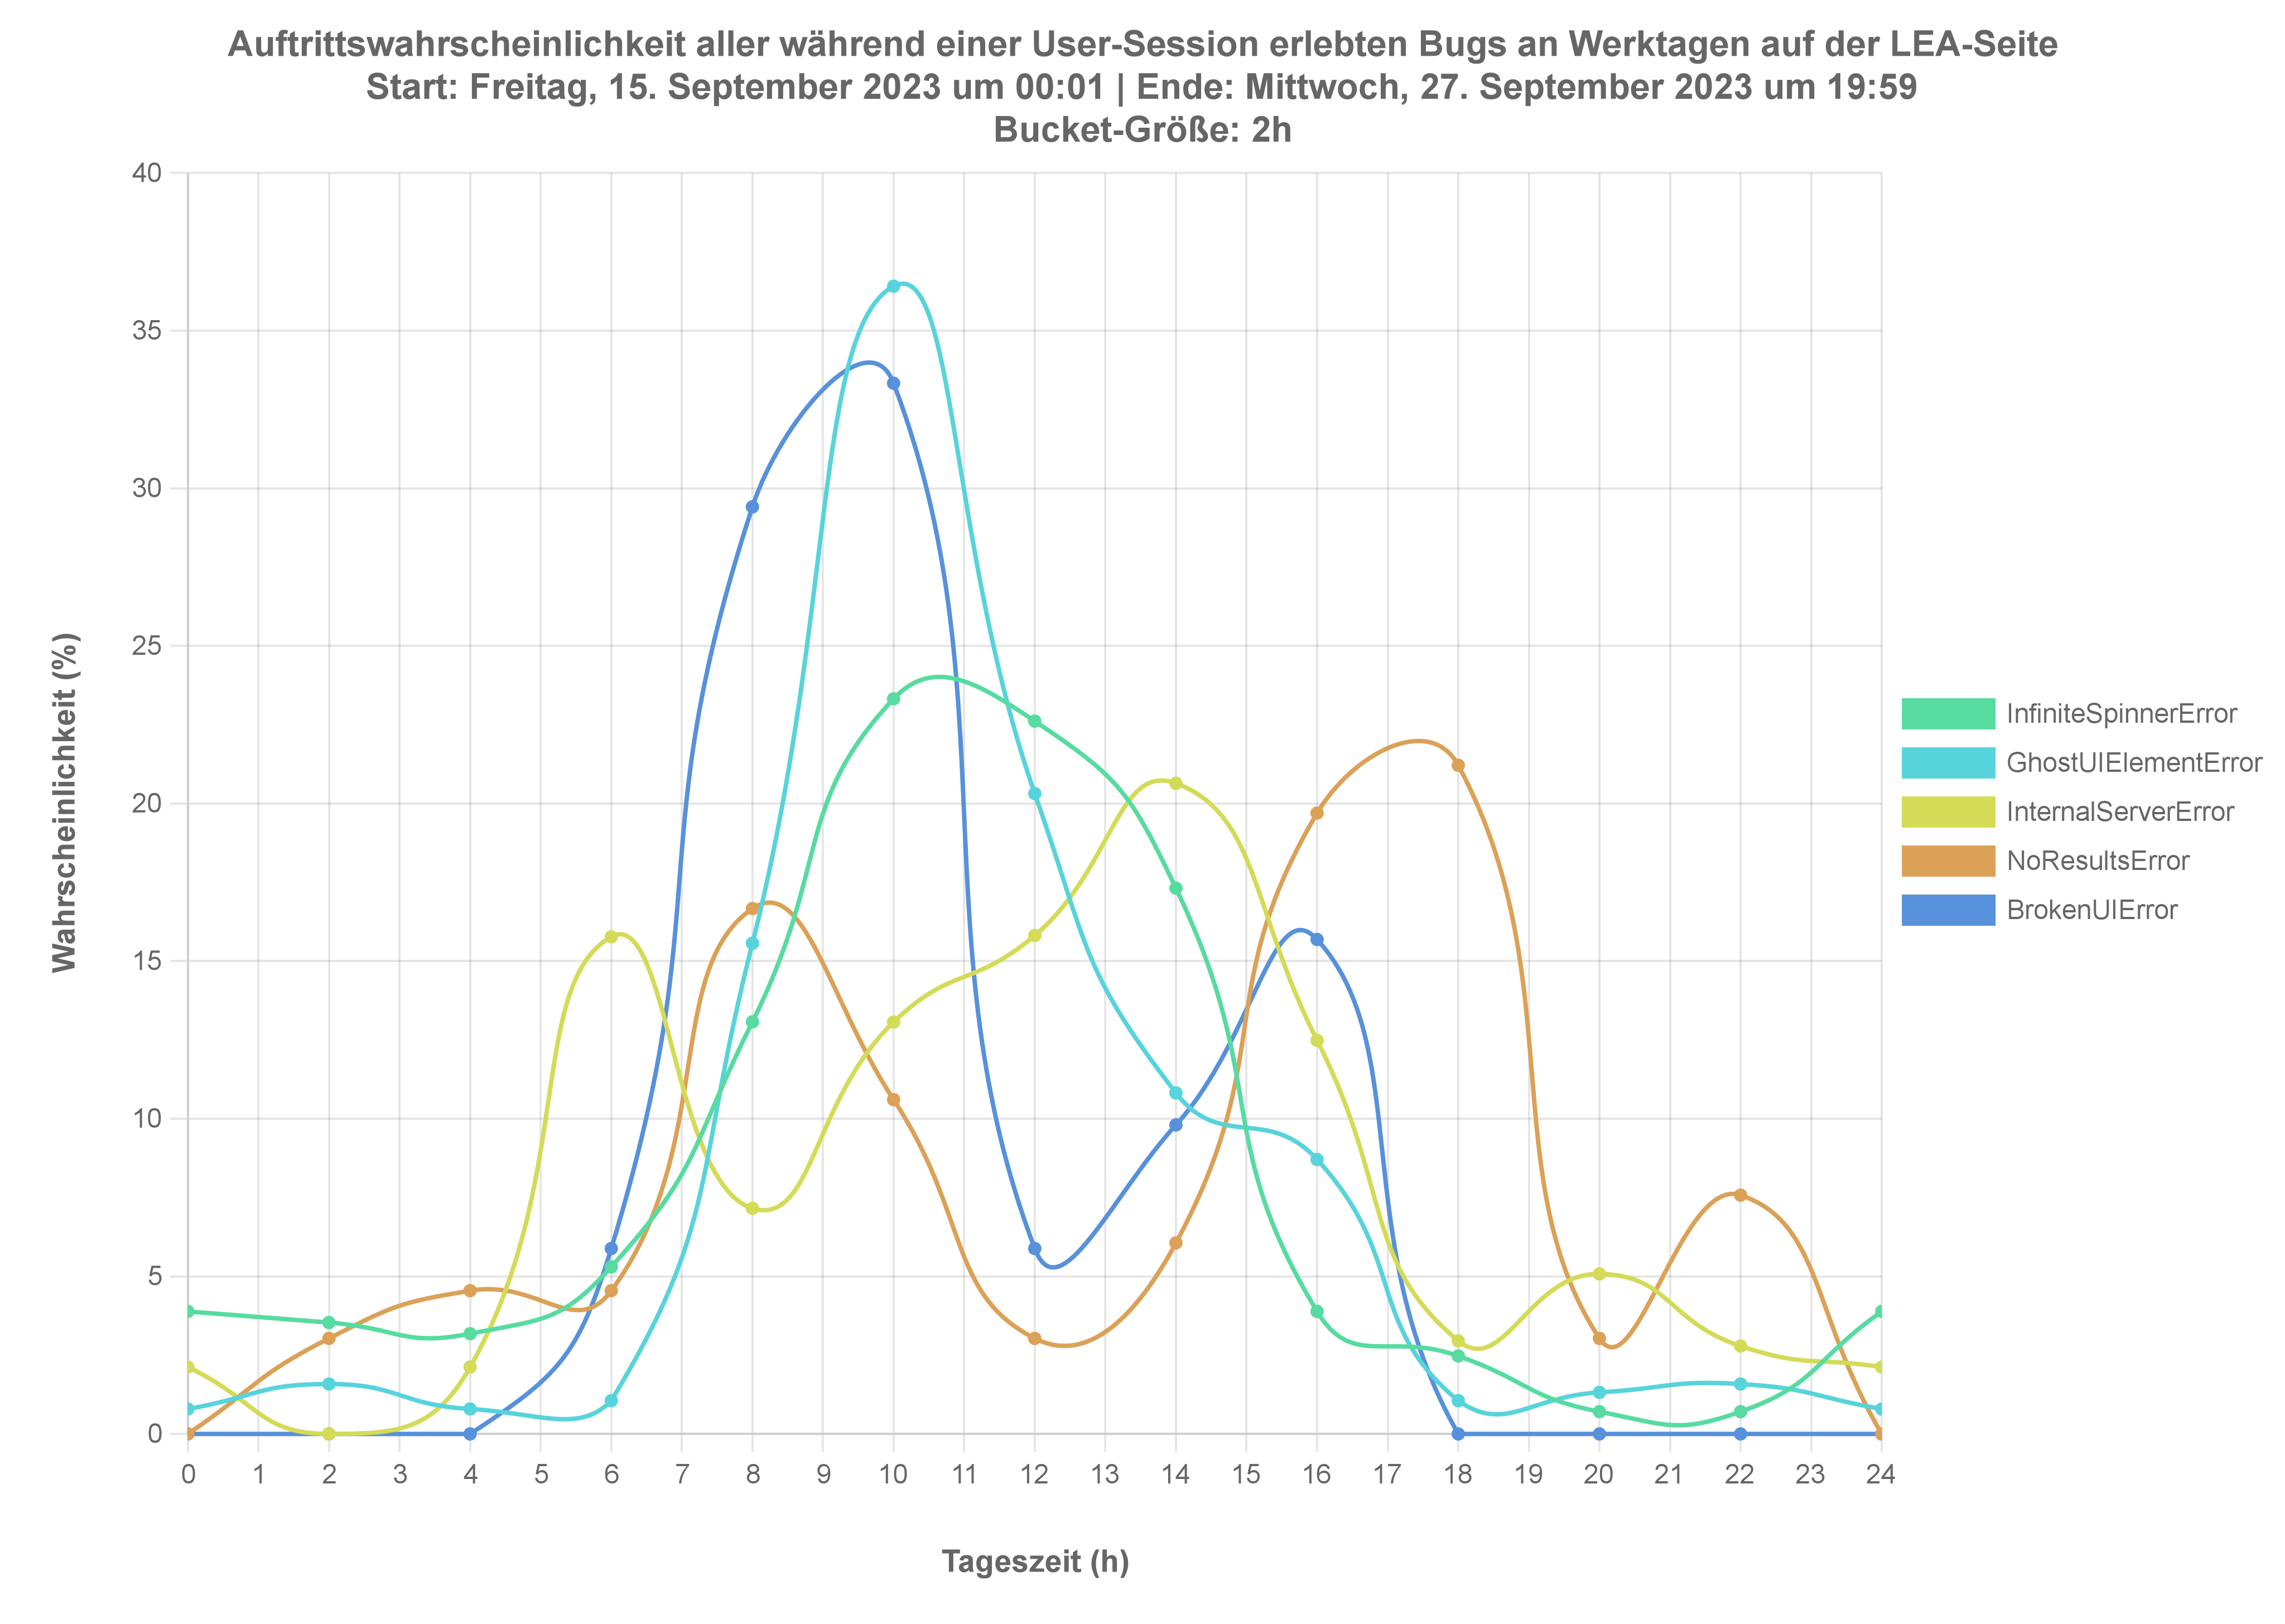 Auftrittswahrscheinlichkeit aller während einer User-Session erlebten Bugs an Werktagen auf der LEA-Seite
Start: Freitag, 15. September 2023 um 00:01 | Ende: Mittwoch, 27. September 2023 um 19:59
Bucket-Größe: 2h
40
35
30
25
20
15
10
5
0
Wahrscheinlichkeit (%)
0 1 2 3 4 5 6 7 8 9 10 11 12 13 14 15 16 17 18 19 20 21 22 23 24
Tageszeit (h)
InfiniteSpinnerError
GhostUIElementError
InternalServerError
NoResultsError
BrokenUIError